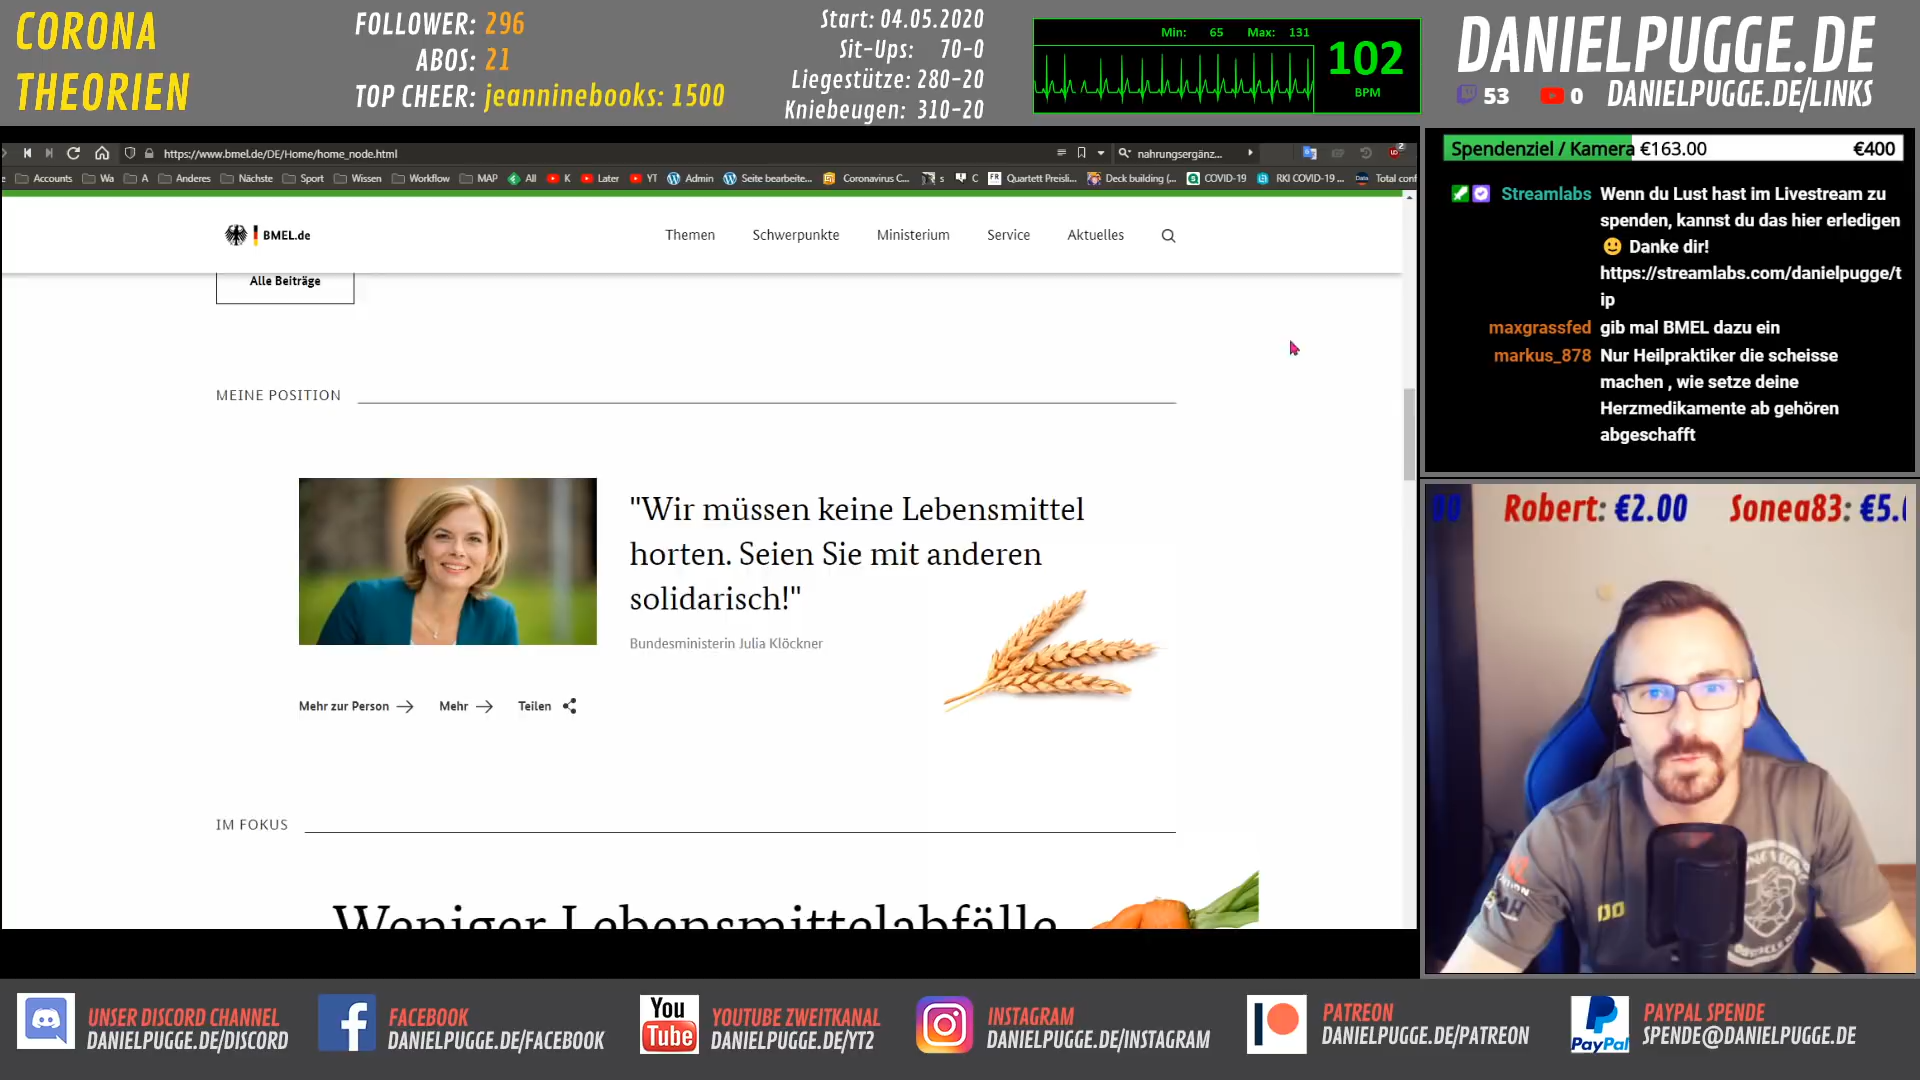 CORONA
THEORIEN
FOLLOWER: 296
ABOS: 21
TOP CHEER: jeanninebooks: 1500
Start: 04.05.2020
Sit-Ups: 70-0
Liegestütze: 280-20
Kniebeugen: 310-20
Min: 65 Max: 131
102
BPM
DANIELPUGGE.DE
53 0 DANIELPUGGE.DE/LINKS
https://www.bmel.de/DE/Home/home_node.html
nahrungsergänz...
Accounts Wa A Anderes Nächste Sport Wissen Workflow MAP All K Later YT Admin Seite bearbeite... Coronavirus C... s C Quartett Preisli... Deck building (... COVID-19 RKI COVID-19 ... Total conf
BMEL.de
Themen Schwerpunkte Ministerium Service Aktuelles
Alle Beiträge
MEINE POSITION
"Wir müssen keine Lebensmittel
horten. Seien Sie mit anderen
solidarisch!"
Bundesministerin Julia Klöckner
Mehr zur Person Mehr Teilen
IM FOKUS
Weniger Lebensmittelabfälle
Spendenziel / Kamera €163.00 €400
Streamlabs Wenn du Lust hast im Livestream zu
spenden, kannst du das hier erledigen
Danke dir!
https://streamlabs.com/danielpugge/t
ip
maxgrassfed gib mal BMEL dazu ein
markus_878 Nur Heilpraktiker die scheisse
machen , wie setze deine
Herzmedikamente ab gehören
abgeschafft
00 Robert: €2.00 Sonea83: €5.
UNSER DISCORD CHANNEL
DANIELPUGGE.DE/DISCORD
FACEBOOK
DANIELPUGGE.DE/FACEBOOK
You
Tube
YOUTUBE ZWEITKANAL
DANIELPUGGE.DE/YT2
INSTAGRAM
DANIELPUGGE.DE/INSTAGRAM
PATREON
DANIELPUGGE.DE/PATREON
PayPal
PAYPAL SPENDE
SPENDE@DANIELPUGGE.DE